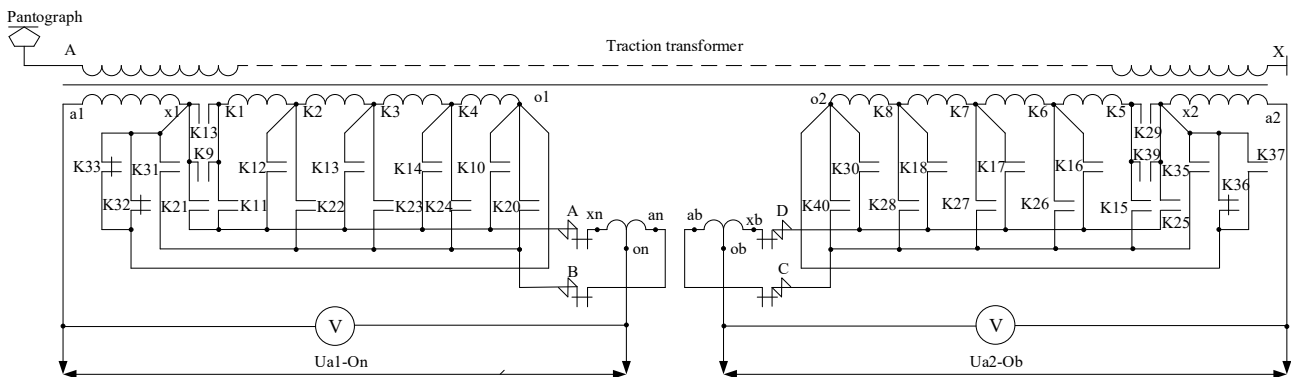 Pantograph
A Traction transformer X
a1 x1 K1 K2 K3 K4 o1 o2 K8 K7 K6 K5 x2 a2
K13 K29
K33 K31 K9 K12 K13 K14 K10 K30 K18 K17 K16 K39 K35 K37
K32 K21 K11 K22 K23 K24 K20 A xn an ab xb D K40 K28 K27 K26 K15 K25 K36
on ob
B C
V V
Ua1-On Ua2-Ob